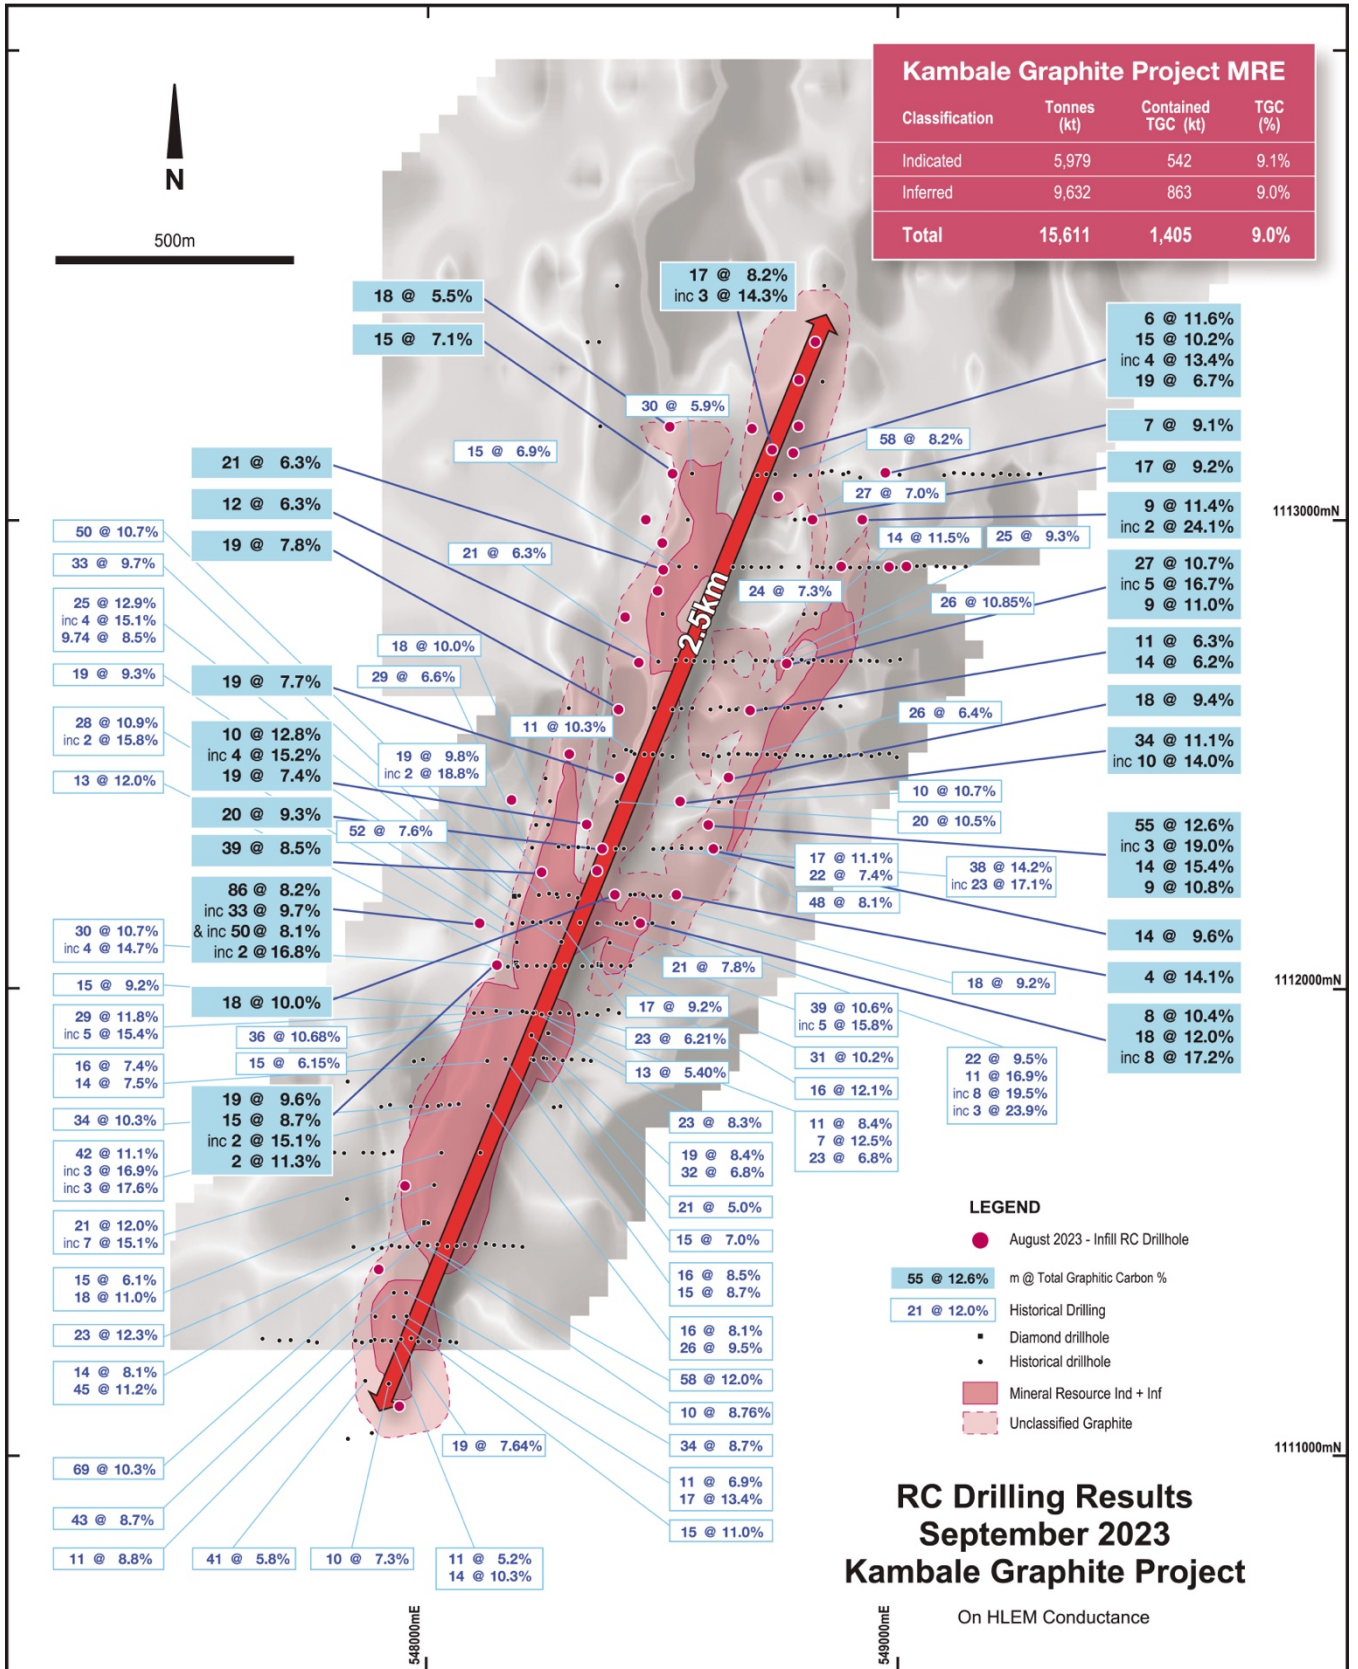 Kambale Graphite Project MRE
Classification Tonnes (kt) Contained TGC (kt) TGC (%)
Indicated 5,979 542 9.1%
Inferred 9,632 863 9.0%
Total 15,611 1,405 9.0%
N
500m
17 @ 8.2%
inc 3 @ 14.3%
18 @ 5.5%
15 @ 7.1%
6 @ 11.6%
15 @ 10.2%
inc 4 @ 13.4%
19 @ 6.7%
30 @ 5.9%
7 @ 9.1%
58 @ 8.2%
15 @ 6.9%
21 @ 6.3%
17 @ 9.2%
27 @ 7.0%
12 @ 6.3%
9 @ 11.4%
inc 2 @ 24.1%
1113000mN
50 @ 10.7%
19 @ 7.8%
14 @ 11.5%
25 @ 9.3%
33 @ 9.7%
21 @ 6.3%
27 @ 10.7%
inc 5 @ 16.7%
9 @ 11.0%
24 @ 7.3%
26 @ 10.85%
25 @ 12.9%
inc 4 @ 15.1%
9.74 @ 8.5%
2.5km
18 @ 10.0%
11 @ 6.3%
14 @ 6.2%
19 @ 9.3%
19 @ 7.7%
29 @ 6.6%
18 @ 9.4%
28 @ 10.9%
inc 2 @ 15.8%
11 @ 10.3%
26 @ 6.4%
10 @ 12.8%
inc 4 @ 15.2%
19 @ 7.4%
19 @ 9.8%
inc 2 @ 18.8%
34 @ 11.1%
inc 10 @ 14.0%
13 @ 12.0%
10 @ 10.7%
20 @ 9.3%
52 @ 7.6%
20 @ 10.5%
39 @ 8.5%
17 @ 11.1%
22 @ 7.4%
38 @ 14.2%
inc 23 @ 17.1%
55 @ 12.6%
inc 3 @ 19.0%
14 @ 15.4%
9 @ 10.8%
48 @ 8.1%
86 @ 8.2%
inc 33 @ 9.7%
& inc 50 @ 8.1%
inc 2 @ 16.8%
30 @ 10.7%
inc 4 @ 14.7%
14 @ 9.6%
21 @ 7.8%
4 @ 14.1%
15 @ 9.2%
18 @ 10.0%
18 @ 9.2%
1112000mN
29 @ 11.8%
inc 5 @ 15.4%
17 @ 9.2%
39 @ 10.6%
inc 5 @ 15.8%
8 @ 10.4%
18 @ 12.0%
inc 8 @ 17.2%
36 @ 10.68%
23 @ 6.21%
15 @ 6.15%
31 @ 10.2%
16 @ 7.4%
14 @ 7.5%
13 @ 5.40%
16 @ 12.1%
22 @ 9.5%
11 @ 16.9%
inc 8 @ 19.5%
inc 3 @ 23.9%
19 @ 9.6%
15 @ 8.7%
inc 2 @ 15.1%
2 @ 11.3%
34 @ 10.3%
23 @ 8.3%
11 @ 8.4%
7 @ 12.5%
23 @ 6.8%
42 @ 11.1%
inc 3 @ 16.9%
inc 3 @ 17.6%
19 @ 8.4%
32 @ 6.8%
21 @ 12.0%
inc 7 @ 15.1%
21 @ 5.0%
15 @ 7.0%
15 @ 6.1%
18 @ 11.0%
16 @ 8.5%
15 @ 8.7%
23 @ 12.3%
16 @ 8.1%
26 @ 9.5%
14 @ 8.1%
45 @ 11.2%
58 @ 12.0%
10 @ 8.76%
69 @ 10.3%
19 @ 7.64%
34 @ 8.7%
11 @ 6.9%
17 @ 13.4%
43 @ 8.7%
15 @ 11.0%
11 @ 8.8%
41 @ 5.8%
10 @ 7.3%
11 @ 5.2%
14 @ 10.3%
LEGEND
August 2023 - Infill RC Drillhole
55 @ 12.6% m @ Total Graphitic Carbon %
21 @ 12.0% Historical Drilling
Diamond drillhole
Historical drillhole
Mineral Resource Ind + Inf
Unclassified Graphite
1111000mN
RC Drilling Results
September 2023
Kambale Graphite Project
On HLEM Conductance
548000mE
549000mE